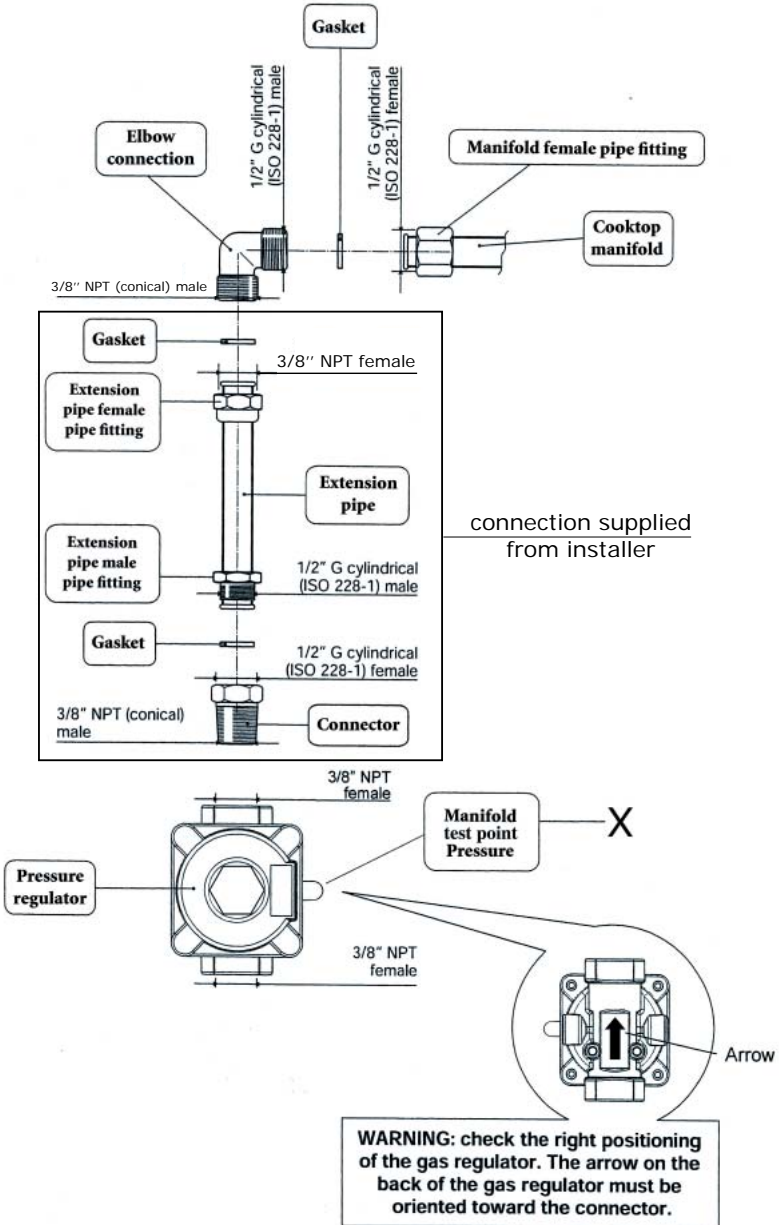 Gasket
1/2" G cylindrical
(ISO 228-1) male
1/2" G cylindrical
(ISO 228-1) female
Elbow
connection
Manifold female pipe fitting
Cooktop
manifold
3/8'' NPT (conical) male
Gasket
3/8'' NPT female
Extension
pipe female
pipe fitting
Extension
pipe
connection supplied
from installer
Extension
pipe male
pipe fitting
1/2" G cylindrical
(ISO 228-1) male
Gasket
1/2" G cylindrical
(ISO 228-1) female
3/8" NPT (conical)
male
Connector
3/8" NPT
female
Manifold
test point
Pressure
X
Pressure
regulator
3/8" NPT
female
Arrow
WARNING: check the right positioning
of the gas regulator. The arrow on the
back of the gas regulator must be
oriented toward the connector.